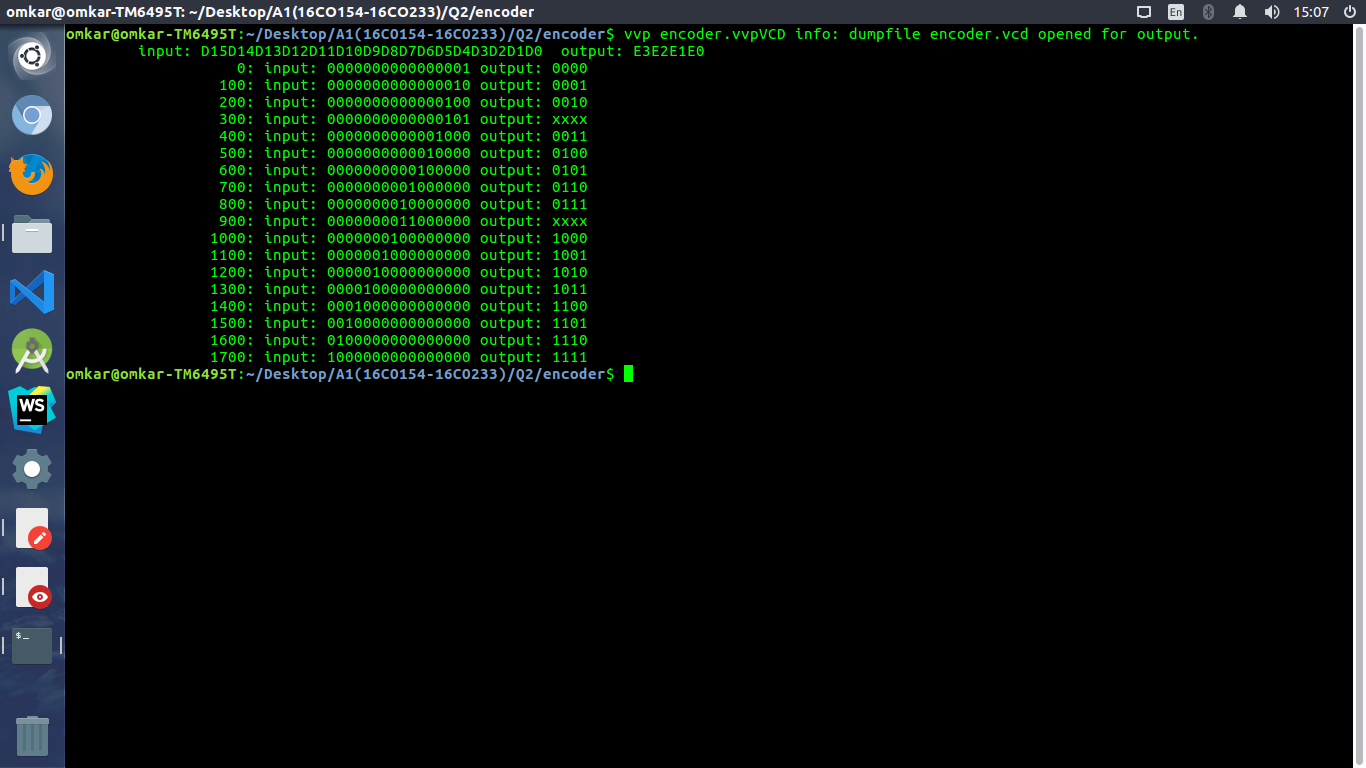 omkar@omkar-TM6495T: ~/Desktop/A1(16CO154-16CO233)/Q2/encoder En 15:07
omkar@omkar-TM6495T:~/Desktop/A1(16CO154-16CO233)/Q2/encoder$ vvp encoder.vvpVCD info: dumpfile encoder.vcd opened for output.
input: D15D14D13D12D11D10D9D8D7D6D5D4D3D2D1D0 output: E3E2E1E0
0: input: 0000000000000001 output: 0000
100: input: 0000000000000010 output: 0001
200: input: 0000000000000100 output: 0010
300: input: 0000000000000101 output: xxxx
400: input: 0000000000001000 output: 0011
500: input: 0000000000010000 output: 0100
600: input: 0000000000100000 output: 0101
700: input: 0000000001000000 output: 0110
800: input: 0000000010000000 output: 0111
900: input: 0000000011000000 output: xxxx
1000: input: 0000000100000000 output: 1000
1100: input: 0000001000000000 output: 1001
1200: input: 0000010000000000 output: 1010
1300: input: 0000100000000000 output: 1011
1400: input: 0001000000000000 output: 1100
1500: input: 0010000000000000 output: 1101
1600: input: 0100000000000000 output: 1110
1700: input: 1000000000000000 output: 1111
omkar@omkar-TM6495T:~/Desktop/A1(16CO154-16CO233)/Q2/encoder$
WS
$_